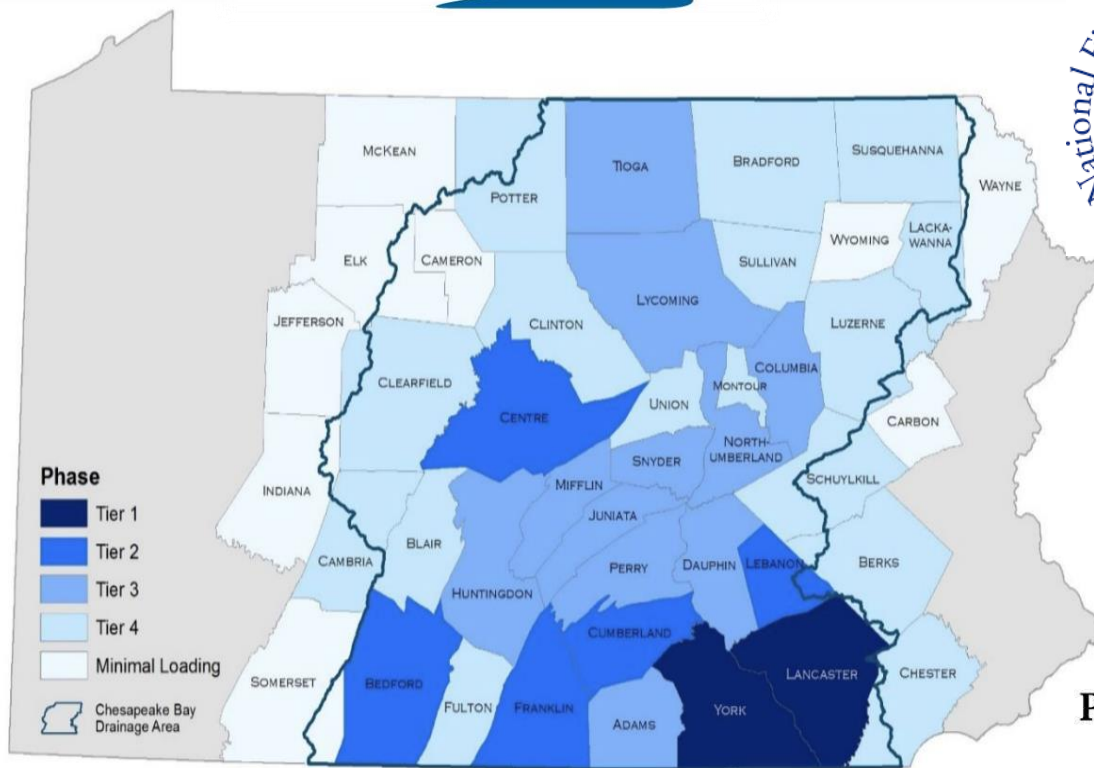 National
McKEAN
POTTER
TIOGA
BRADFORD
SUSQUEHANNA
WAYNE
ELK
CAMERON
WYOMING
LACKA-
WANNA
SULLIVAN
LYCOMING
JEFFERSON
CLINTON
LUZERNE
CLEARFIELD
COLUMBIA
MONTOUR
UNION
CENTRE
CARBON
NORTH-
UMBERLAND
SNYDER
SCHUYLKILL
MIFFLIN
INDIANA
JUNIATA
BLAIR
CAMBRIA
PERRY
DAUPHIN
LEBANON
BERKS
HUNTINGDON
CUMBERLAND
LANCASTER
CHESTER
SOMERSET
BEDFORD
FULTON
FRANKLIN
YORK
ADAMS
Phase
Tier 1
Tier 2
Tier 3
Tier 4
Minimal Loading
Chesapeake Bay
Drainage Area
P